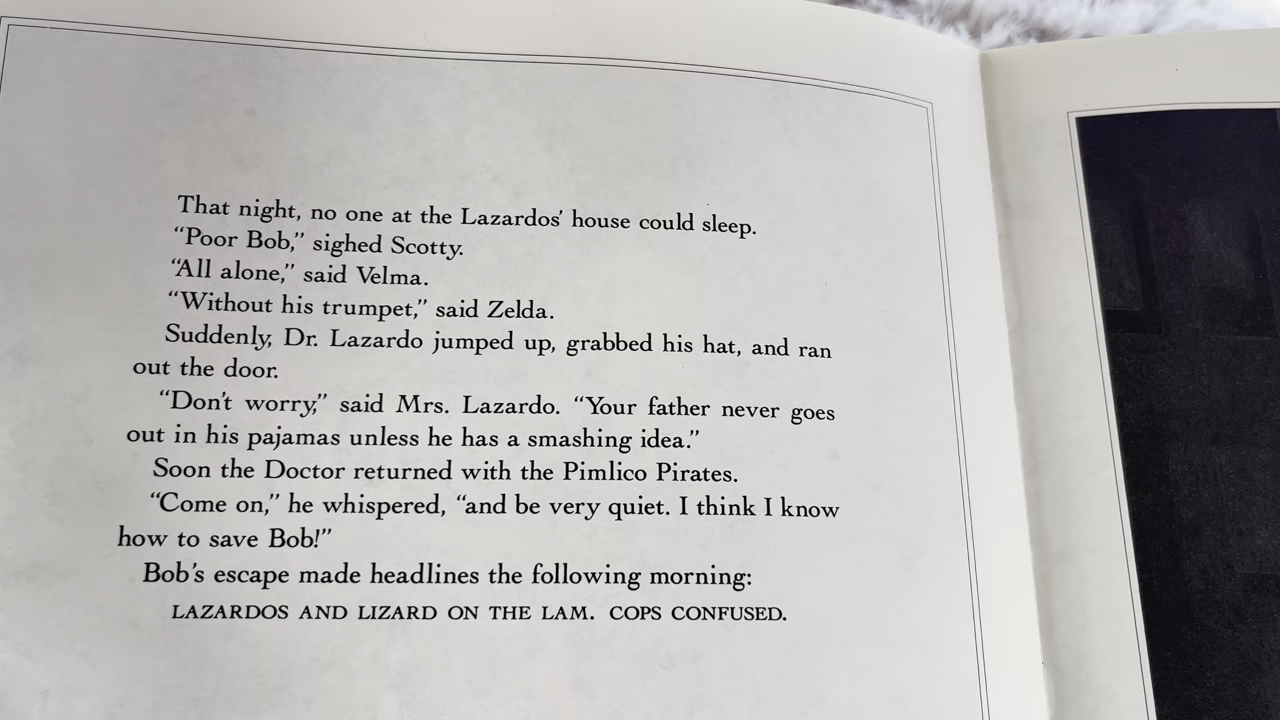 That night, no one at the Lazardos’ house could sleep.
“Poor Bob,” sighed Scotty.
“All alone,” said Velma.
“Without his trumpet,” said Zelda.
Suddenly, Dr. Lazardo jumped up, grabbed his hat, and ran
out the door.
“Don’t worry,” said Mrs. Lazardo. “Your father never goes
out in his pajamas unless he has a smashing idea.”
Soon the Doctor returned with the Pimlico Pirates.
“Come on,” he whispered, “and be very quiet. I think I know
how to save Bob!”
Bob’s escape made headlines the following morning:
LAZARDOS AND LIZARD ON THE LAM. COPS CONFUSED.